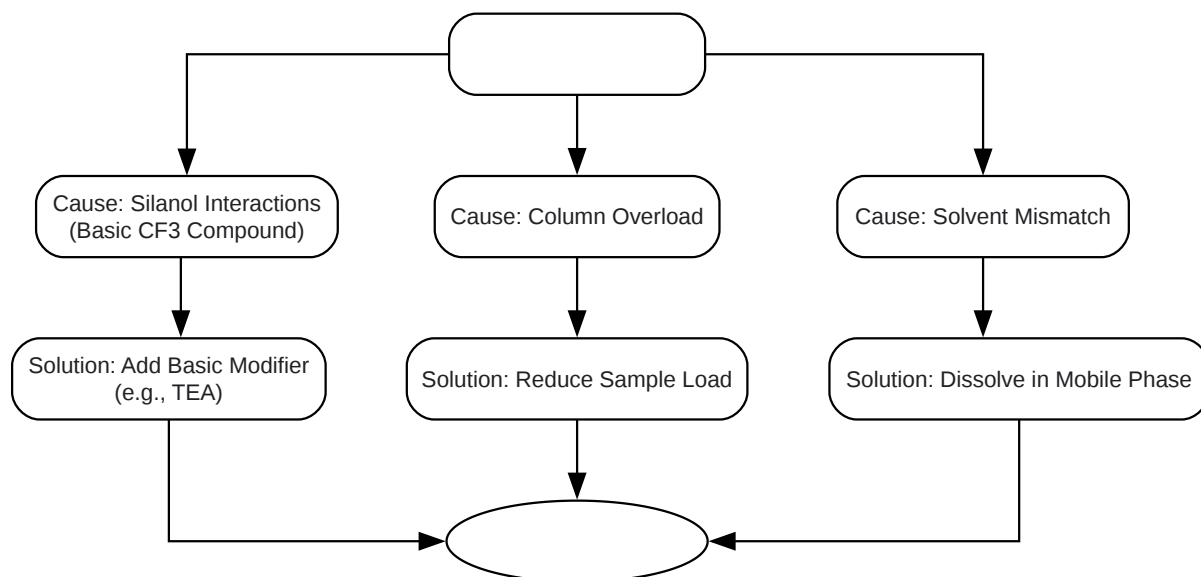 Cause: Silanol Interactions
(Basic CF3 Compound)
Cause: Column Overload
Cause: Solvent Mismatch
Solution: Add Basic Modifier
(e.g., TEA)
Solution: Reduce Sample Load
Solution: Dissolve in Mobile Phase